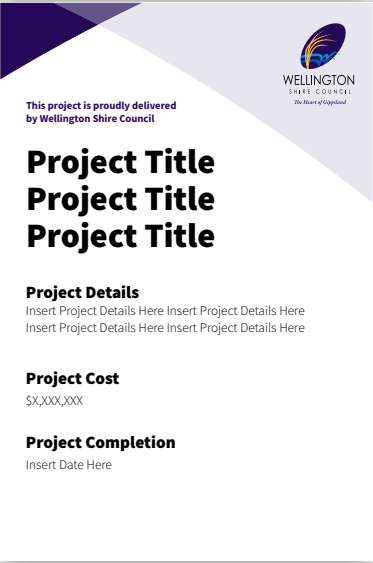 WELLINGTON
SHIRE COUNCIL
The Heart of Gippsland
This project is proudly delivered
by Wellington Shire Council
Project Title
Project Title
Project Title
Project Details
Insert Project Details Here Insert Project Details Here
Insert Project Details Here Insert Project Details Here
Project Cost
$X,XXX,XXX
Project Completion
Insert Date Here